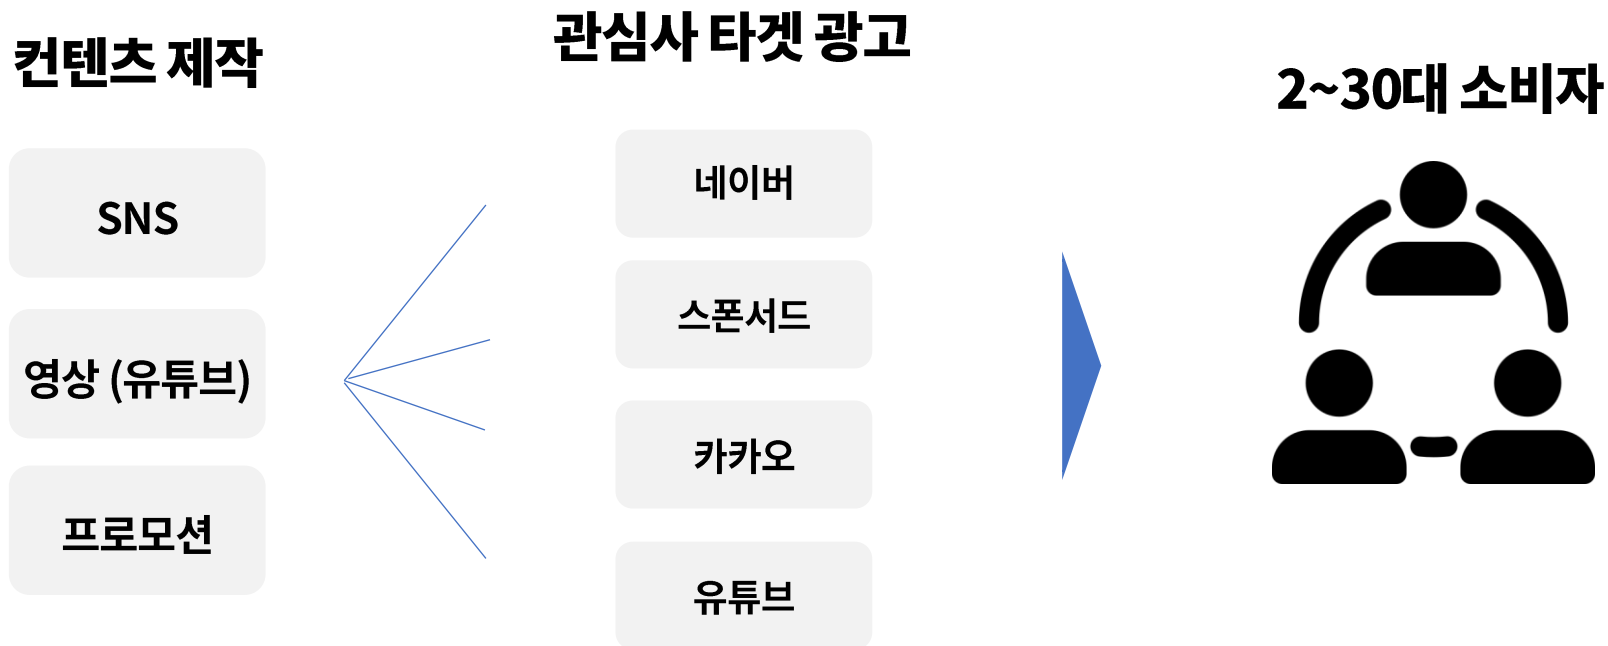 컨텐츠 제작
SNS
영상 (유튜브)
프로모션
관심사 타겟 광고
네이버
스폰서드
카카오
유튜브
2~30대 소비자